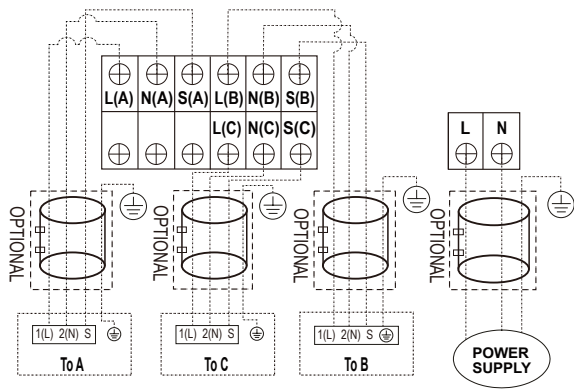 L(A) N(A) S(A) L(B) N(B) S(B)
L(C) N(C) S(C)
L N
OPTIONAL
OPTIONAL
OPTIONAL
OPTIONAL
1(L) 2(N) S
1(L) 2(N) S
1(L) 2(N) S
To A
To C
To B
POWER
SUPPLY